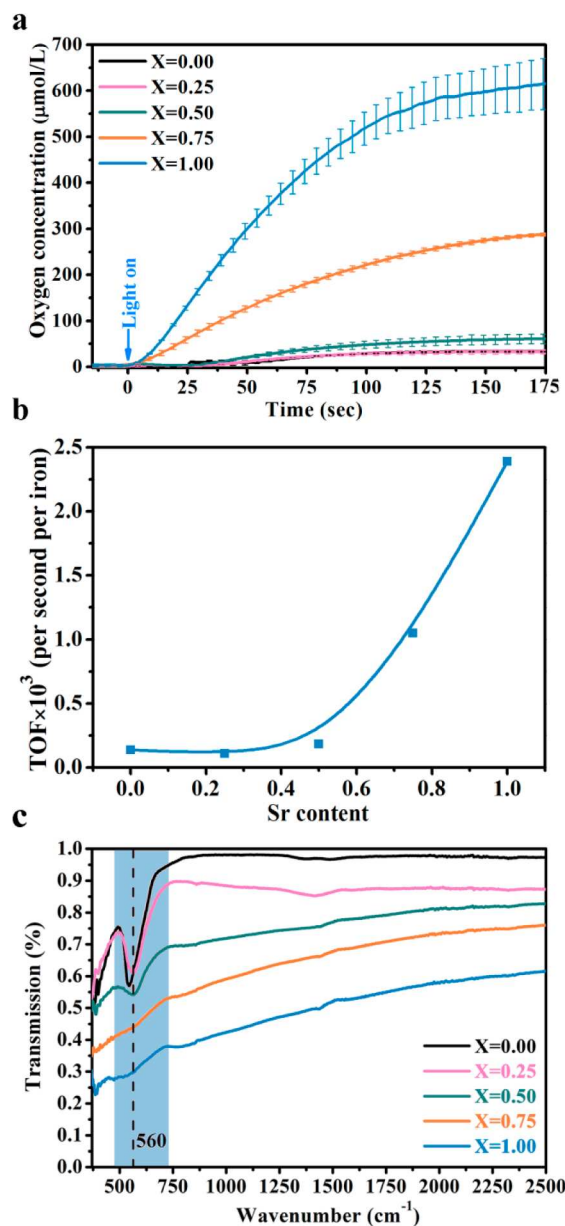 a
700
600
500
400
300
200
100
0
Oxygen concentration (μmol/L)
X=0.00
X=0.25
X=0.50
X=0.75
X=1.00
Light on
0 25 50 75 100 125 150 175
Time (sec)
b
2.5
2.0
1.5
1.0
0.5
0.0
TOF×10³ (per second per iron)
0.0 0.2 0.4 0.6 0.8 1.0
Sr content
c
1.0
0.9
0.8
0.7
0.6
0.5
0.4
0.3
0.2
0.1
0.0
Transmission (%)
560
X=0.00
X=0.25
X=0.50
X=0.75
X=1.00
500 750 1000 1250 1500 1750 2000 2250 2500
Wavenumber (cm⁻¹)